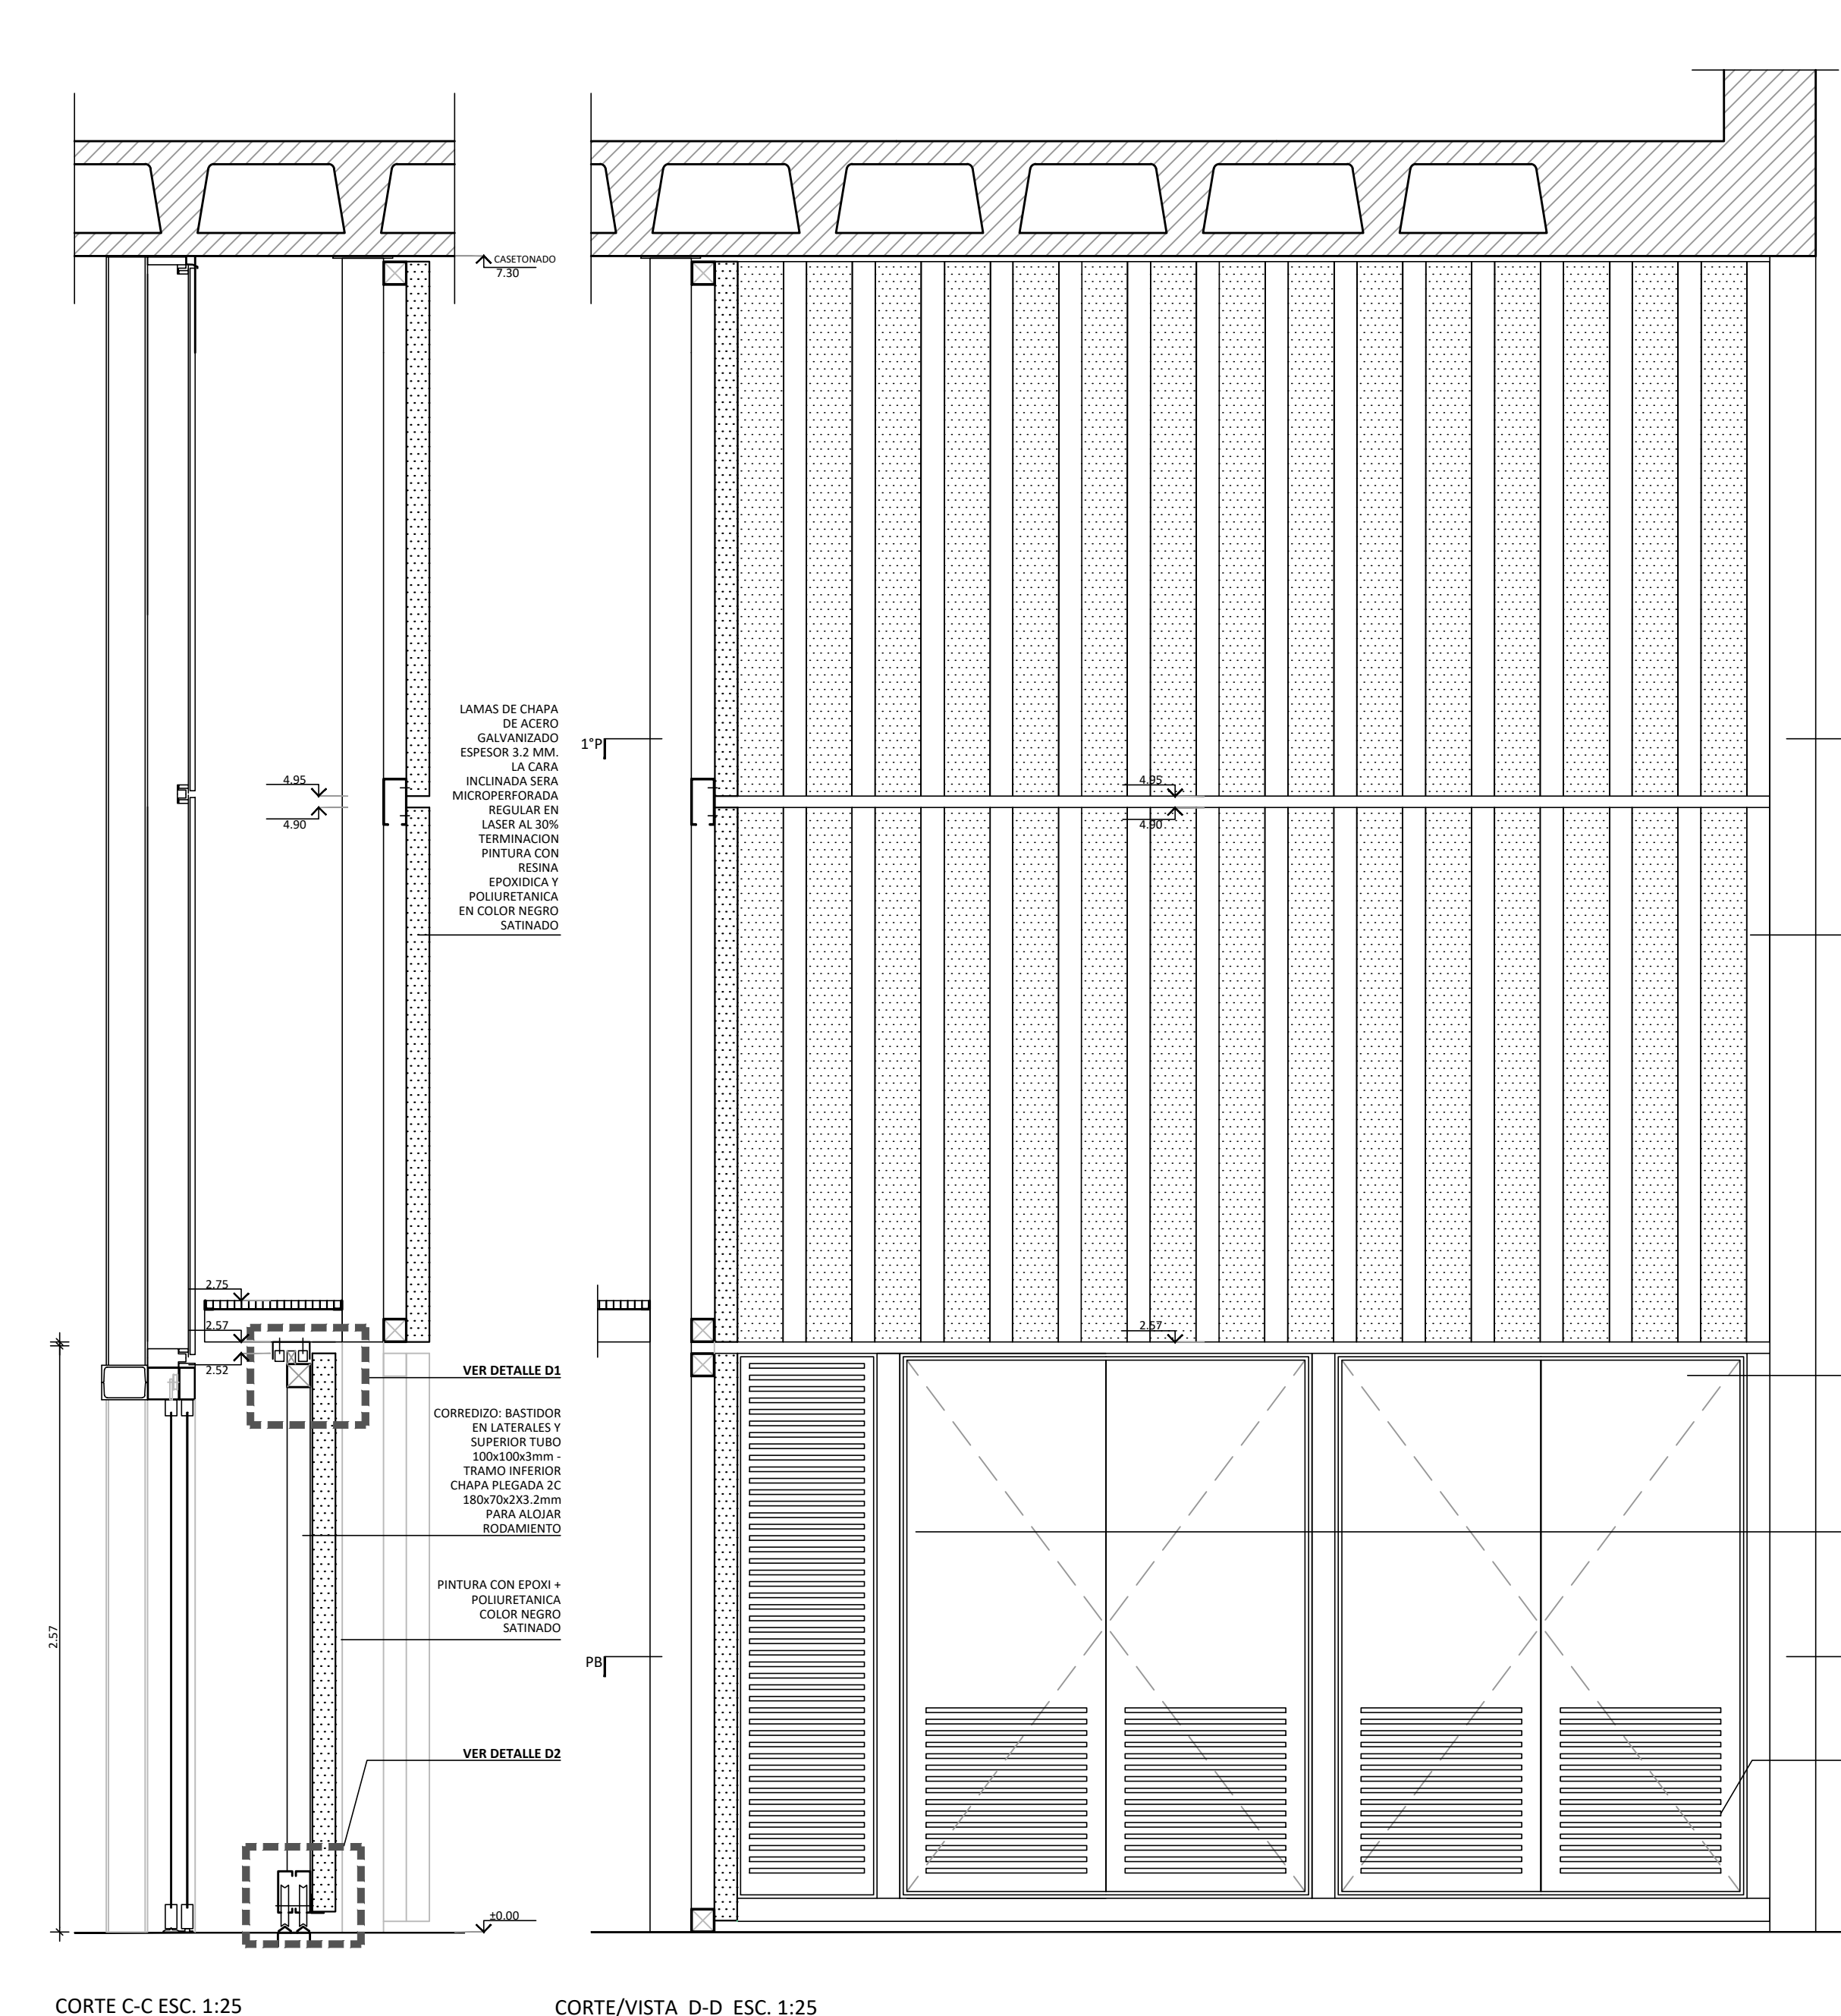 CASETONADO
7.30
LAMAS DE CHAPA
DE ACERO
GALVANIZADO
ESPESOR 3.2 MM.
LA CARA
INCLINADA SERA
MICROPERFORADA
REGULAR EN
LASER AL 30%
TERMINACION
PINTURA CON
RESINA
EPOXIDICA Y
POLIURETANICA
EN COLOR NEGRO
SATINADO
1°P
4.95
4.90
4.95
4.90
2.75
2.57
2.52
2.57
VER DETALLE D1
CORREDIZO: BASTIDOR
EN LATERALES Y
SUPERIOR TUBO
100x100x3mm -
TRAMO INFERIOR
CHAPA PLEGADA 2C
180x70x2X3.2mm
PARA ALOJAR
RODAMIENTO
PINTURA CON EPOXI +
POLIURETANICA
COLOR NEGRO
SATINADO
2.57
PB
VER DETALLE D2
±0.00
CORTE C-C ESC. 1:25
CORTE/VISTA D-D ESC. 1:25